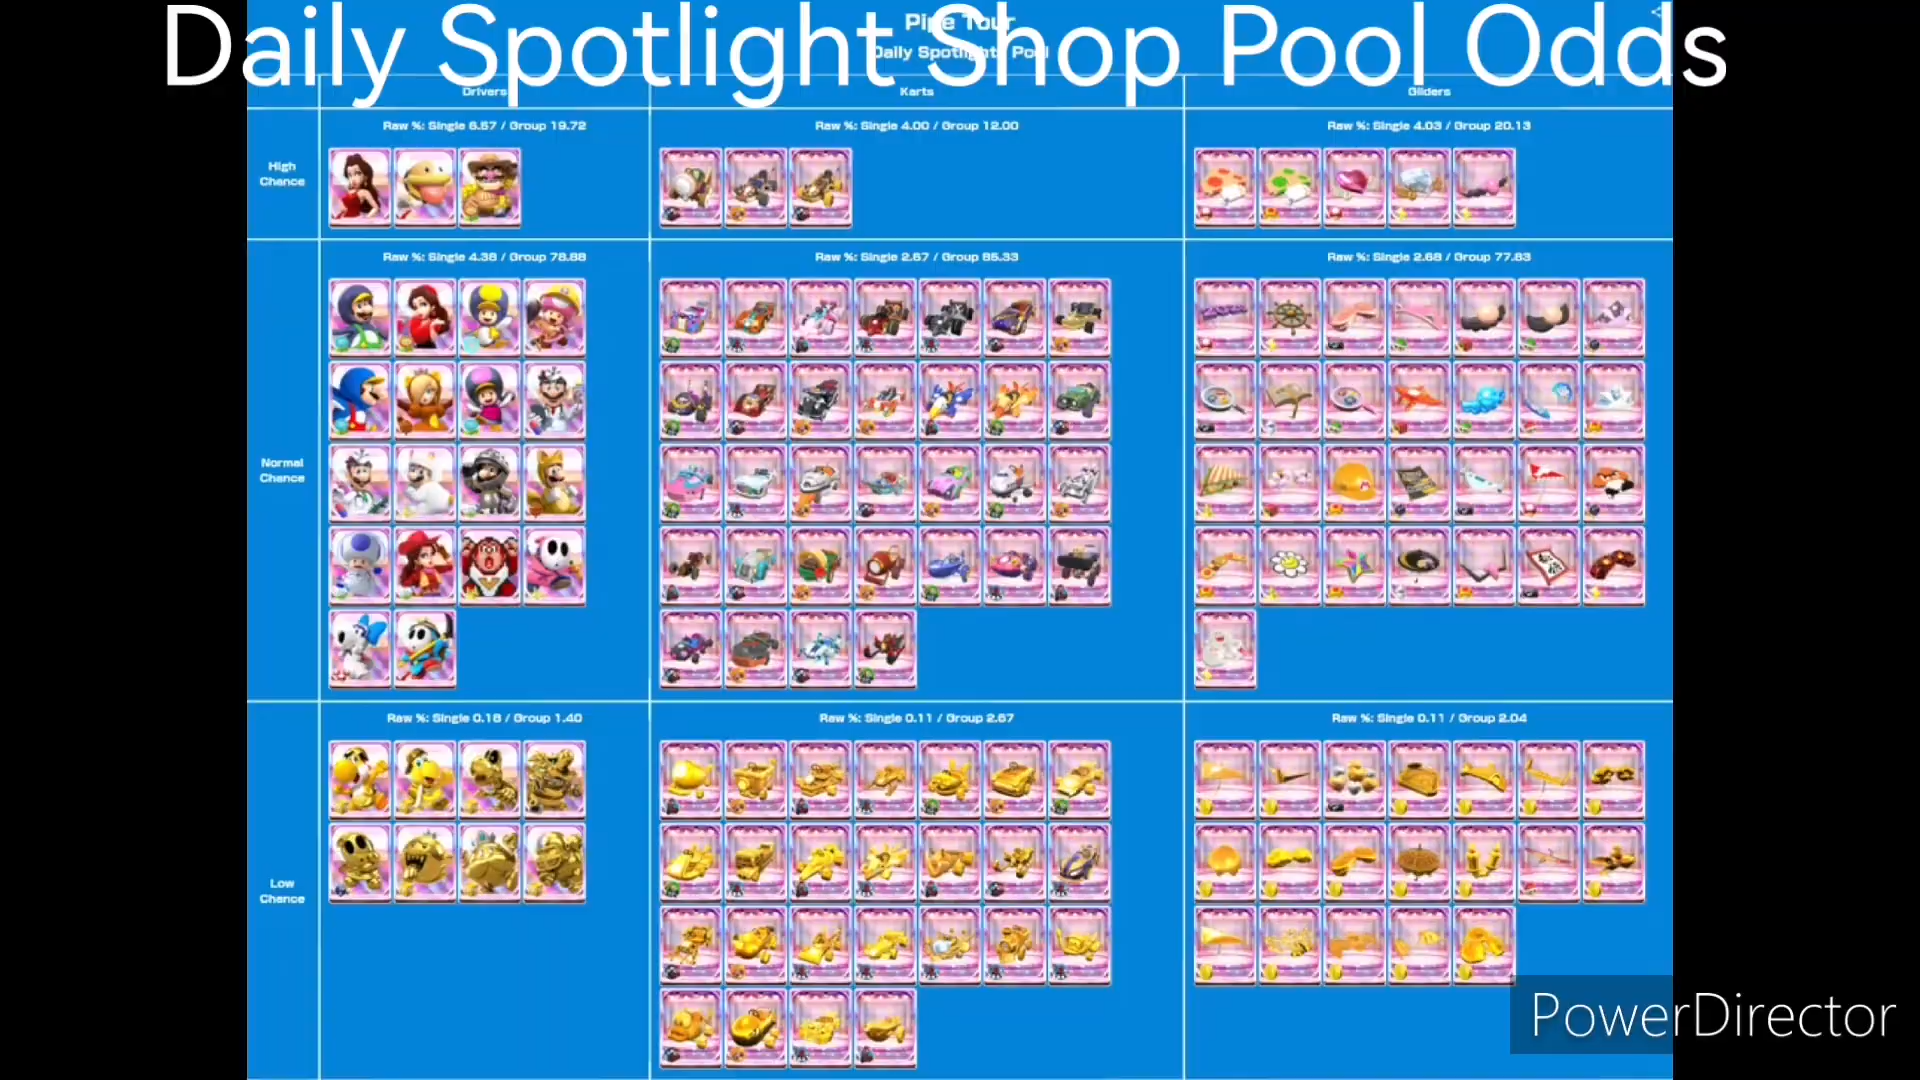 Daily Spotlight Shop Pool Odds
Pipe Tour
Daily Spotlights Pool
Drivers
Karts
Gliders
High
Chance
Raw %: Single 6.57 / Group 19.72
Raw %: Single 4.00 / Group 12.00
Raw %: Single 4.03 / Group 20.13
Normal
Chance
Raw %: Single 4.38 / Group 78.88
Raw %: Single 2.67 / Group 85.33
Raw %: Single 2.68 / Group 77.83
Low
Chance
Raw %: Single 0.18 / Group 1.40
Raw %: Single 0.11 / Group 2.67
Raw %: Single 0.11 / Group 2.04
PowerDirector